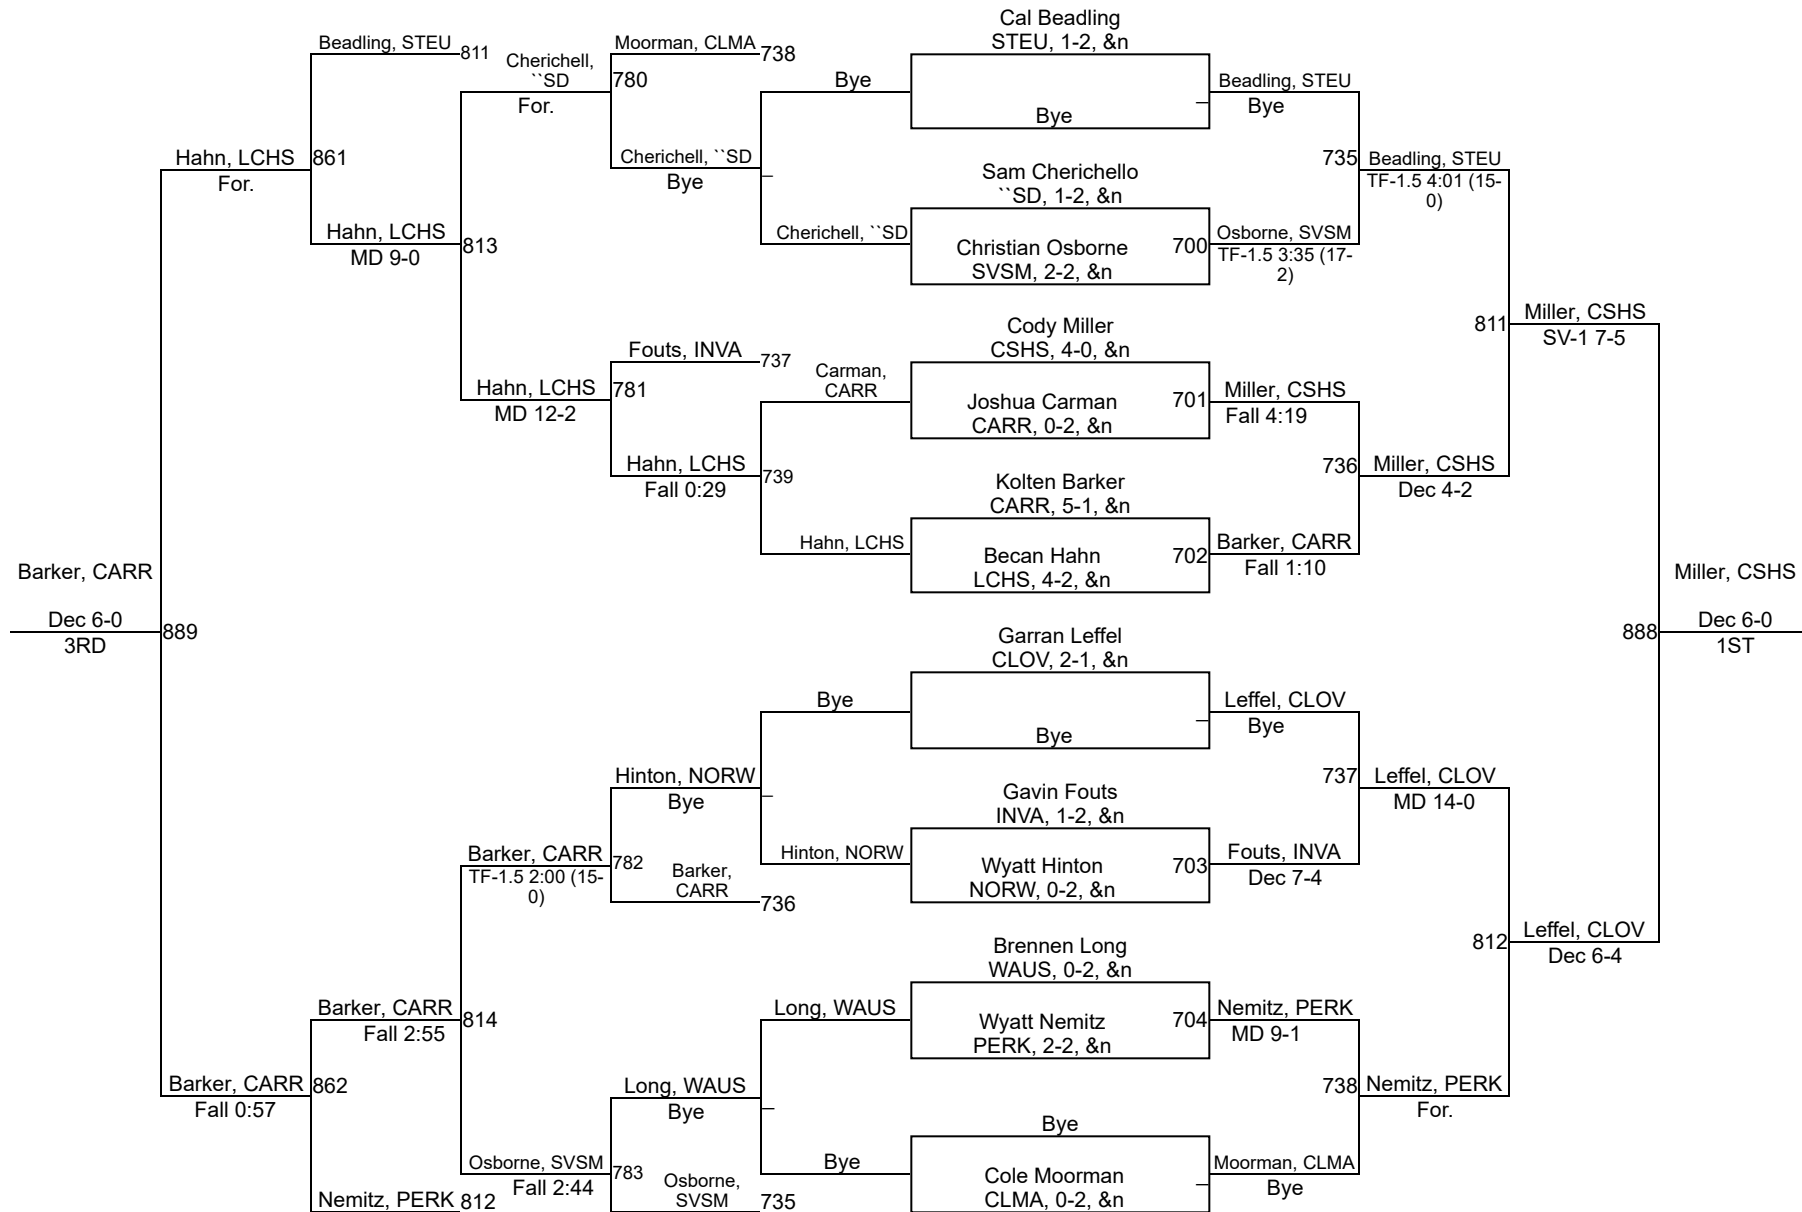 Cal Beadling
STEU, 1-2, &n
Bye
Sam Cherichello
``SD, 1-2, &n
Christian Osborne
SVSM, 2-2, &n
700
Cody Miller
CSHS, 4-0, &n
Joshua Carman
CARR, 0-2, &n
701
Kolten Barker
CARR, 5-1, &n
Becan Hahn
LCHS, 4-2, &n
702
Garran Leffel
CLOV, 2-1, &n
Bye
Gavin Fouts
INVA, 1-2, &n
Wyatt Hinton
NORW, 0-2, &n
703
Brennen Long
WAUS, 0-2, &n
Wyatt Nemitz
PERK, 2-2, &n
704
Bye
Cole Moorman
CLMA, 0-2, &n
Beadling, STEU
Bye
735
Osborne, SVSM
TF-1.5 3:35 (17-
2)
Miller, CSHS
Fall 4:19
736
Barker, CARR
Fall 1:10
Leffel, CLOV
Bye
737
Fouts, INVA
Dec 7-4
Nemitz, PERK
MD 9-1
738
Moorman, CLMA
Bye
Beadling, STEU
TF-1.5 4:01 (15-
0)
811
Miller, CSHS
Dec 4-2
Leffel, CLOV
MD 14-0
812
Nemitz, PERK
For.
Miller, CSHS
SV-1 7-5
888
Leffel, CLOV
Dec 6-4
Miller, CSHS
Dec 6-0
1ST
Bye
Cherichell, ``SD
Carman,
CARR
739
Hahn, LCHS
Bye
Hinton, NORW
Long, WAUS
Bye
Moorman, CLMA
738
780
Cherichell, ``SD
Bye
Fouts, INVA
737
781
Hahn, LCHS
Fall 0:29
Hinton, NORW
Bye
782
Barker,
CARR
736
Long, WAUS
Bye
783
Osborne,
SVSM
735
Cherichell,
``SD
For.
813
Hahn, LCHS
MD 12-2
Barker, CARR
TF-1.5 2:00 (15-
0)
814
Osborne, SVSM
Fall 2:44
Beadling, STEU
811
861
Hahn, LCHS
MD 9-0
Barker, CARR
Fall 2:55
862
Nemitz, PERK
812
Hahn, LCHS
For.
889
Barker, CARR
Fall 0:57
Barker, CARR
Dec 6-0
3RD